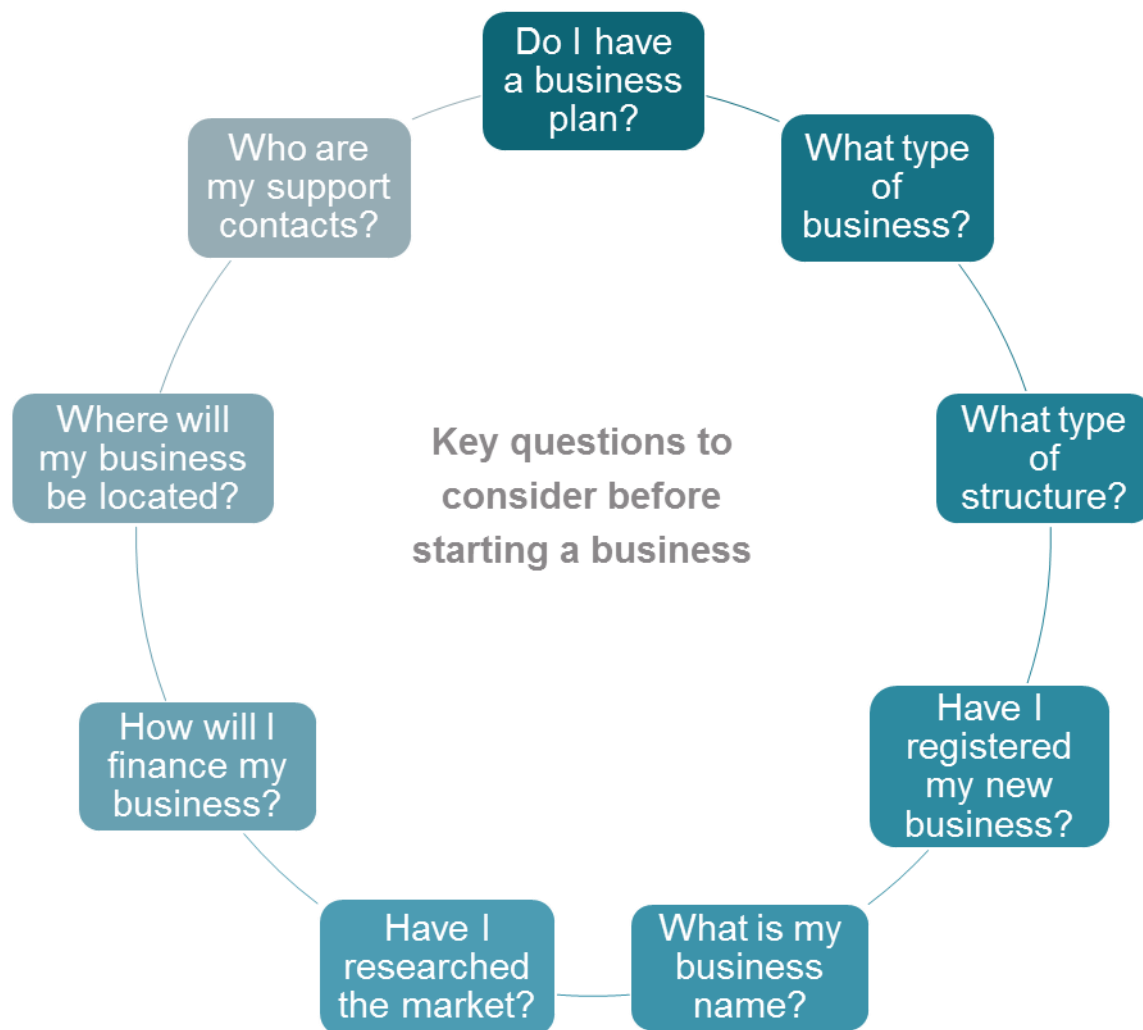 Do I have
a business
plan?
What type
of
business?
What type
of
structure?
Have I
registered
my new
business?
What is my
business
name?
Have I
researched
the market?
How will I
finance my
business?
Where will
my business
be located?
Who are
my support
contacts?
Key questions to
consider before
starting a business